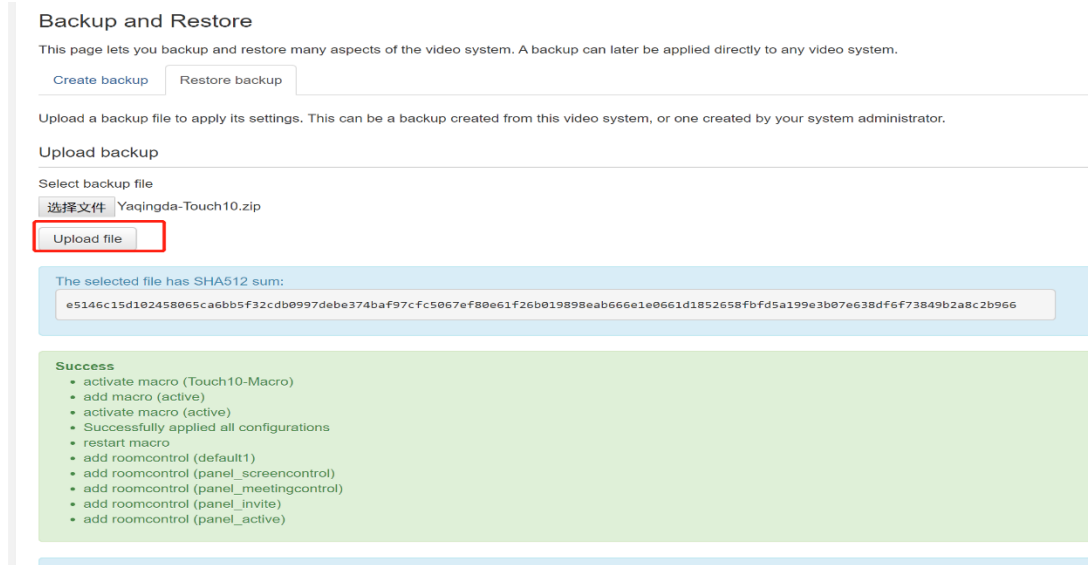 Backup and Restore
This page lets you backup and restore many aspects of the video system. A backup can later be applied directly to any video system.
Create backup Restore backup
Upload a backup file to apply its settings. This can be a backup created from this video system, or one created by your system administrator.
Upload backup
Select backup file
选择文件 Yaqingda-Touch10.zip
Upload file
The selected file has SHA512 sum:
e5146c15d102458065ca6bb5f32cdb0997debe374baf97cfc5067ef80e61f26b019898eab666e1e0661d1852658fbfd5a199e3b07e638df6f73849b2a8c2b966
Success
• activate macro (Touch10-Macro)
• add macro (active)
• activate macro (active)
• Successfully applied all configurations
• restart macro
• add roomcontrol (default1)
• add roomcontrol (panel_screencontrol)
• add roomcontrol (panel_meetingcontrol)
• add roomcontrol (panel_invite)
• add roomcontrol (panel_active)